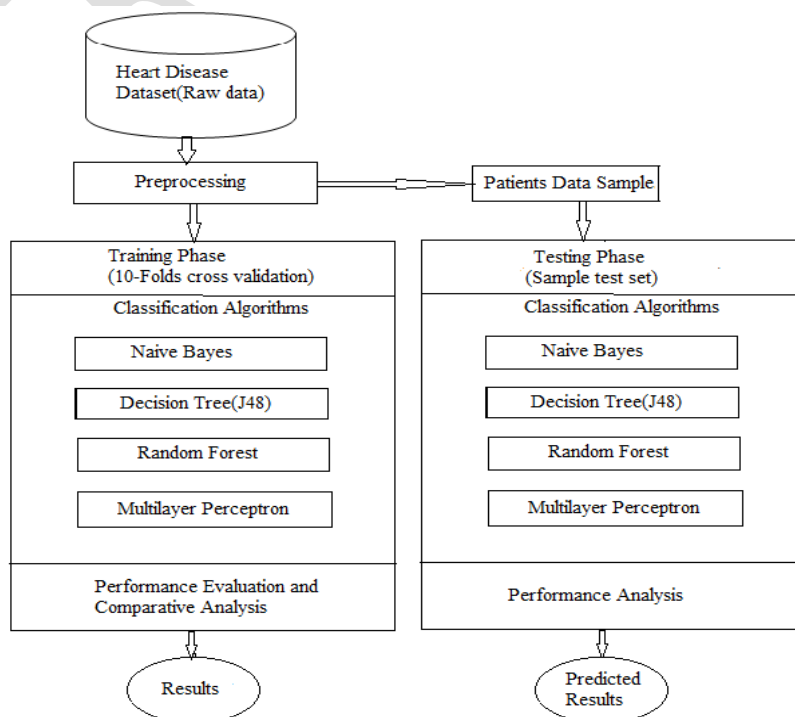 Heart Disease
Dataset(Raw data)
Preprocessing
Patients Data Sample
Training Phase
(10-Folds cross validation)
Classification Algorithms
Naive Bayes
Decision Tree(J48)
Random Forest
Multilayer Perceptron
Performance Evaluation and
Comparative Analysis
Results
Testing Phase
(Sample test set)
Classification Algorithms
Naive Bayes
Decision Tree(J48)
Random Forest
Multilayer Perceptron
Performance Analysis
Predicted
Results